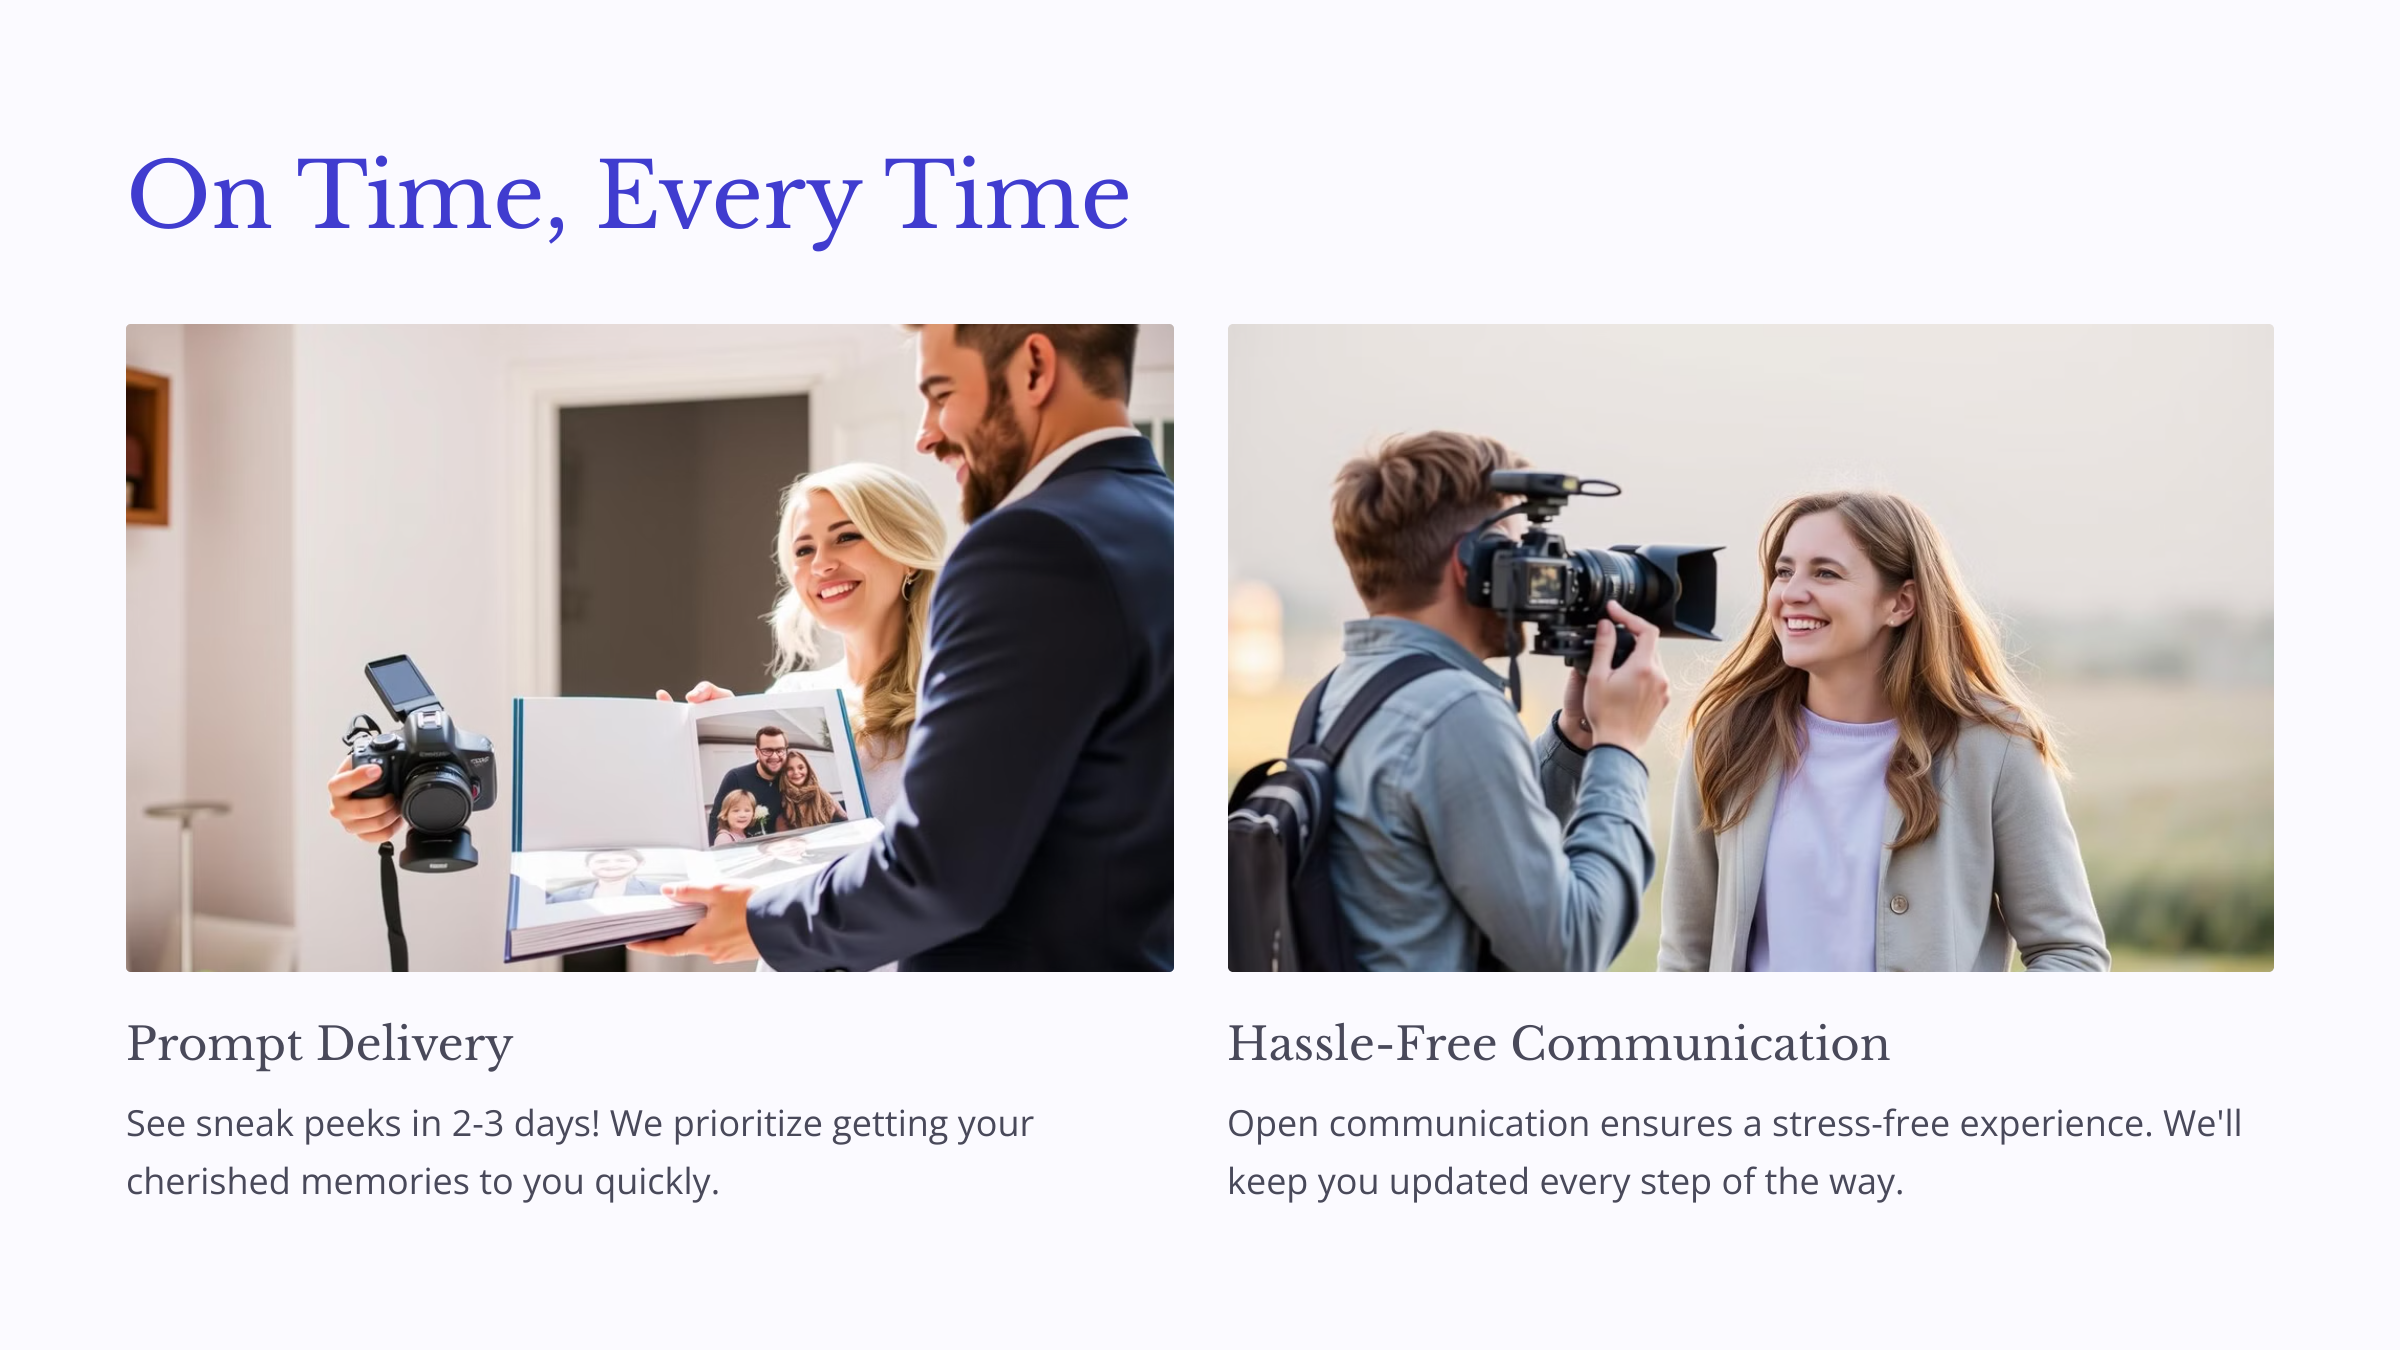 On Time, Every Time
Prompt Delivery
See sneak peeks in 2-3 days! We prioritize getting your
cherished memories to you quickly.
Hassle-Free Communication
Open communication ensures a stress-free experience. We'll
keep you updated every step of the way.